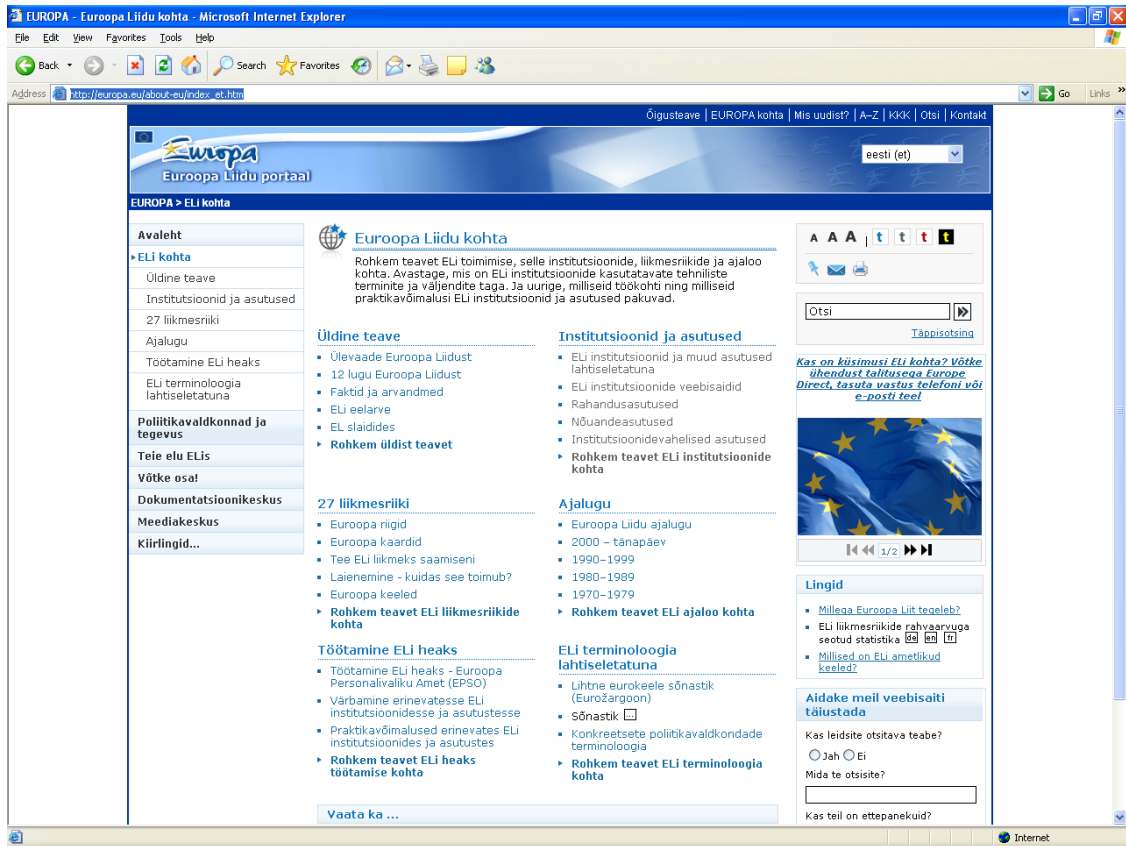 EUROPA - Euroopa Liidu kohta - Microsoft Internet Explorer
File Edit View Favorites Tools Help
Back Search Favorites
Address http://europa.eu/about-eu/index_et.htm Go Links »
Õigusteave | EUROPA kohta | Mis uudist? | A–Z | KKK | Otsi | Kontakt
Europa
Euroopa Liidu portaal
eesti (et)
EUROPA > ELi kohta
Avaleht
ELi kohta
Üldine teave
Institutsioonid ja asutused
27 liikmesriiki
Ajalugu
Töötamine ELi heaks
ELi terminoloogia
lahtiseletatuna
Poliitikavaldkonnad ja
tegevus
Teie elu ELis
Võtke osa!
Dokumentatsioonikeskus
Meediakeskus
Kiirlingid...
Euroopa Liidu kohta
Rohkem teavet ELi toimimise, selle institutsioonide, liikmesriikide ja ajaloo
kohta. Avastage, mis on ELi institutsioonide kasutatavate tehniliste
terminite ja väljendite taga. Ja uurige, milliseid töökohti ning milliseid
praktikavõimalusi ELi institutsioonid ja asutused pakuvad.
Üldine teave
Ülevaade Euroopa Liidust
12 lugu Euroopa Liidust
Faktid ja arvandmed
ELi eelarve
EL slaidides
Rohkem üldist teavet
Institutsioonid ja asutused
ELi institutsioonid ja muud asutused
lahtiseletatuna
ELi institutsioonide veebisaidid
Rahandusasutused
Nõuandeasutused
Institutsioonidevahelised asutused
Rohkem teavet ELi institutsioonide
kohta
27 liikmesriiki
Euroopa riigid
Euroopa kaardid
Tee ELi liikmeks saamiseni
Laienemine - kuidas see toimub?
Euroopa keeled
Rohkem teavet ELi liikmesriikide
kohta
Ajalugu
Euroopa Liidu ajalugu
2000 – tänapäev
1990–1999
1980–1989
1970–1979
Rohkem teavet ELi ajaloo kohta
Töötamine ELi heaks
Töötamine ELi heaks - Euroopa
Personalivaliku Amet (EPSO)
Värbamine erinevatesse ELi
institutsioonidesse ja asutustesse
Praktikavõimalused erinevates ELi
institutsioonides ja asutustes
Rohkem teavet ELi heaks
töötamise kohta
ELi terminoloogia
lahtiseletatuna
Lihtne eurokeele sõnastik
(Eurožargoon)
Sõnastik ...
Konkreetsete poliitikavaldkondade
terminoloogia
Rohkem teavet ELi terminoloogia
kohta
Vaata ka ...
A A A | t t t t
Otsi
Täppisotsing
Kas on küsimusi ELi kohta? Võtke
ühendust talitusega Europe
Direct, tasuta vastus telefoni või
e-posti teel
1/2
Lingid
Millega Euroopa Liit tegeleb?
ELi liikmesriikide rahvaarvuga
seotud statistika de en fr
Millised on ELi ametlikud
keeled?
Aidake meil veebisaiti
täiustada
Kas leidsite otsitava teabe?
Jah Ei
Mida te otsisite?
Kas teil on ettepanekuid?
Internet